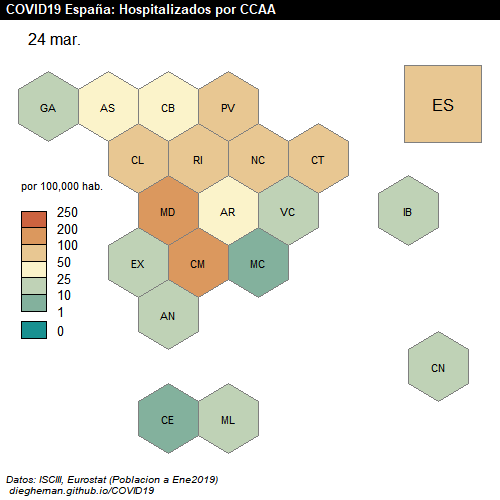 COVID19 España: Hospitalizados por CCAA
24 mar.
GA AS CB PV ES
CL RI NC CT
por 100,000 hab.
250
200
100
50
25
10
1
0
MD AR VC IB
EX CM MC
AN
CN
CE ML
Datos: ISCIII, Eurostat (Poblacion a Ene2019)
diegheman.github.io/COVID19